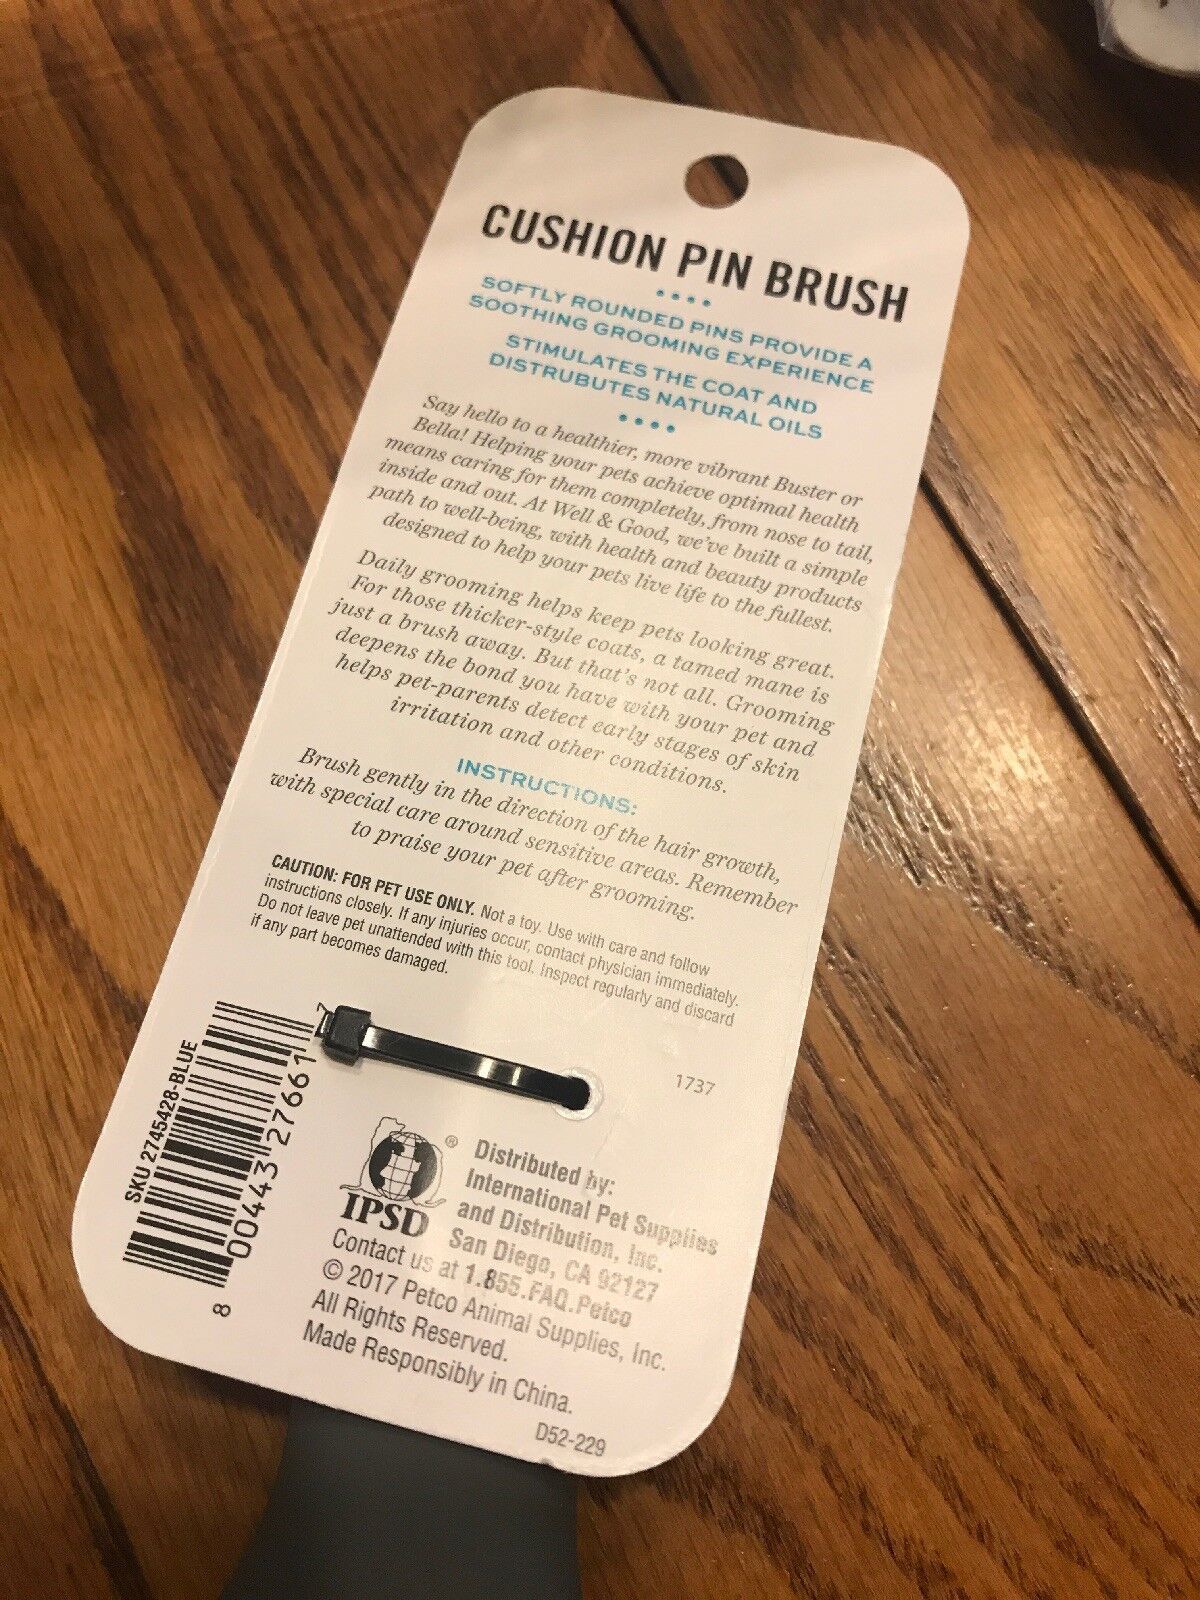 CUSHION PIN BRUSH
SOFTLY ROUNDED PINS PROVIDE A
SOOTHING GROOMING EXPERIENCE
STIMULATES THE COAT AND
DISTRUBUTES NATURAL OILS
Say hello to a healthier, more vibrant Buster or
Bella! Helping your pets achieve optimal health
means caring for them completely, from nose to tail,
inside and out. At Well & Good, we've built a simple
path to well-being, with health and beauty products
designed to help your pets live life to the fullest.
Daily grooming helps keep pets looking great.
For those thicker-style coats, a tamed mane is
just a brush away. But that's not all. Grooming
deepens the bond you have with your pet and
helps pet-parents detect early stages of skin
irritation and other conditions.
INSTRUCTIONS:
Brush gently in the direction of the hair growth,
with special care around sensitive areas. Remember
to praise your pet after grooming.
CAUTION: FOR PET USE ONLY. Not a toy. Use with care and follow
instructions closely. If any injuries occur, contact physician immediately.
Do not leave pet unattended with this tool. Inspect regularly and discard
if any part becomes damaged.
1737
SKU 2745428-BLUE
8 00443 27661 7
IPSD ®
Distributed by:
International Pet Supplies
and Distribution, Inc.
San Diego, CA 92127
Contact us at 1.855.FAQ.Petco
© 2017 Petco Animal Supplies, Inc.
All Rights Reserved.
Made Responsibly in China.
D52-229